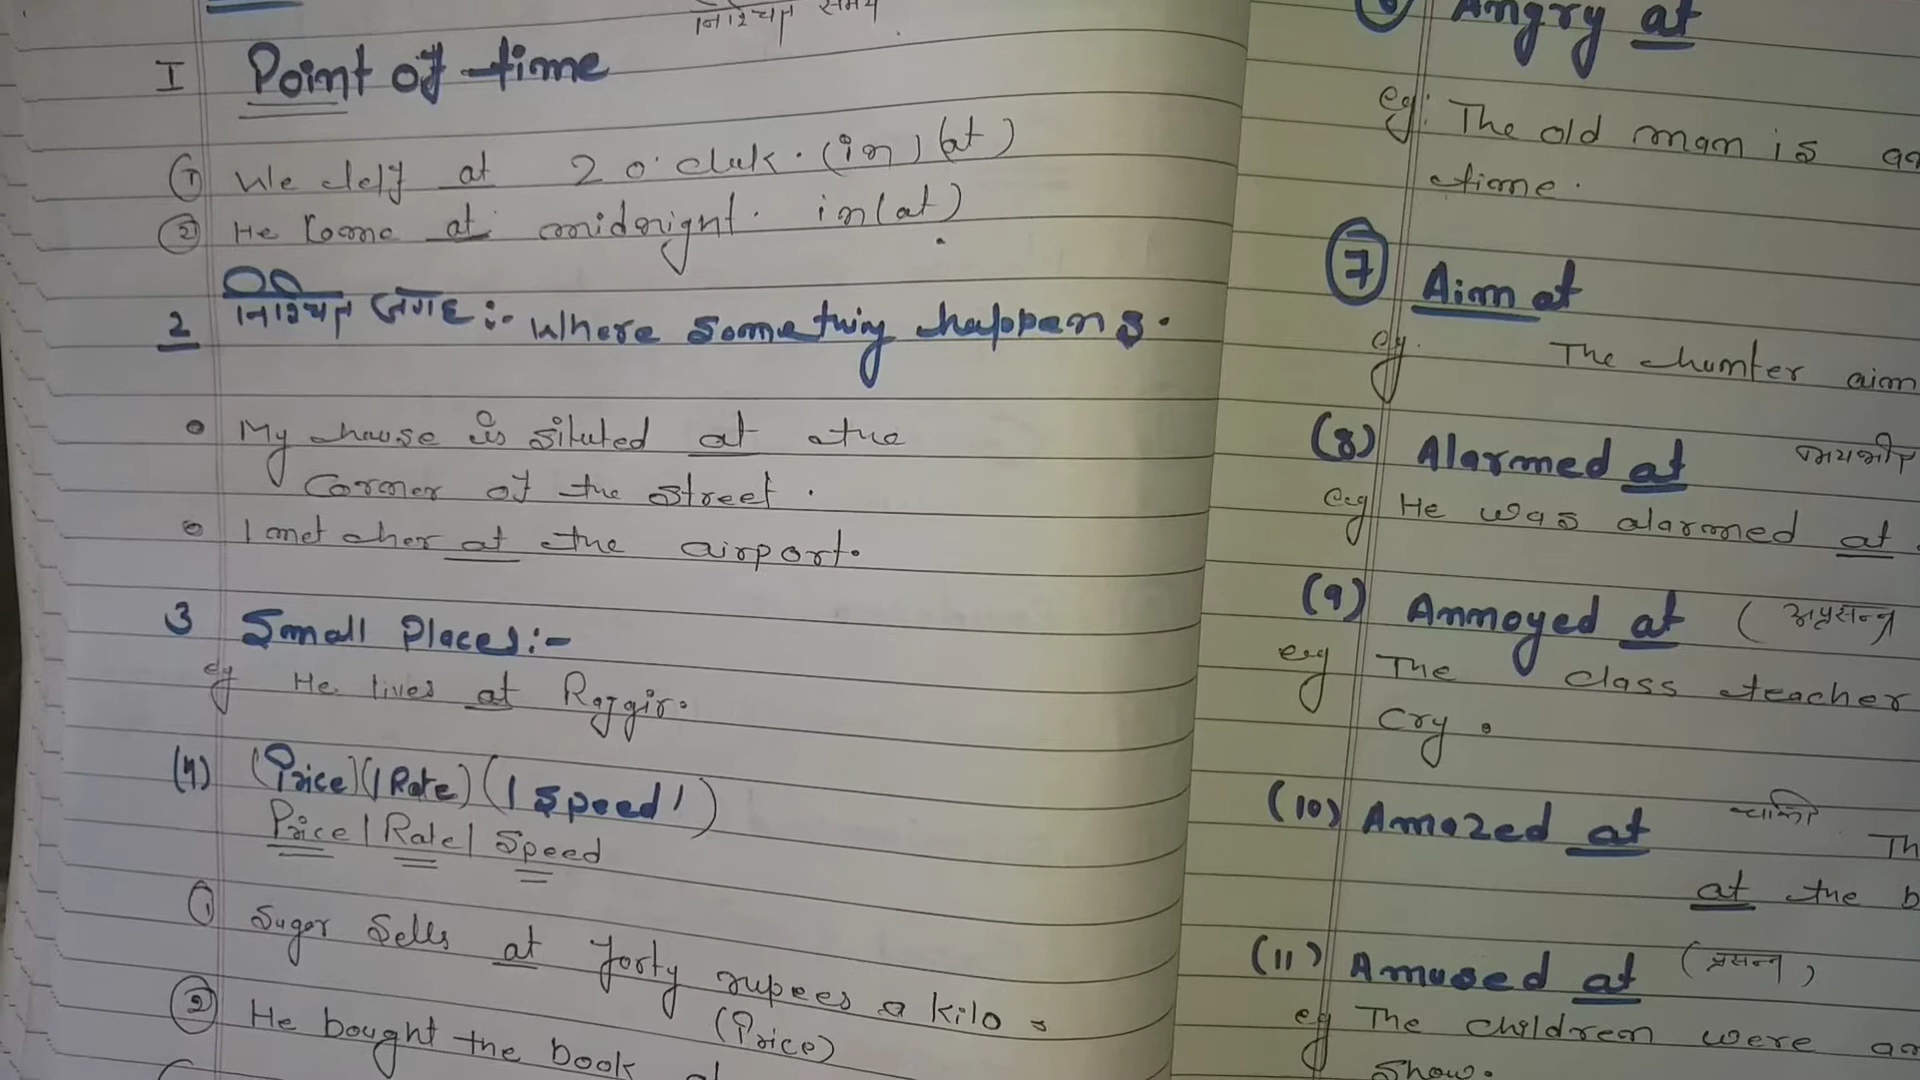 निश्चित समय
I Point of time
(1) We left at 2 o'clock. (in) (at)
(2) He came at midnignt. in (at)
2 निश्चित जगह :- where something happens.
• My house is situted at the
corner of the street.
• I met her at the airport.
3 Small Places:-
eg He lives at Rajgir.
(4) (Price) (Rate) (Speed)
Price | Rate | Speed
(1) Sugar sells at forty rupees a kilo.
(Price)
(2) He bought the book
Angry at
eg: The old man is
time.
(7) Aim at
eg. The hunter aim
(8) Alarmed at
eg He was alarmed at
(9) Annoyed at (अप्रसन्न
eg The class teacher
cry.
(10) Amazed at
Th
at the b
(11) Amused at (प्रसन्न)
eg The children were
show.